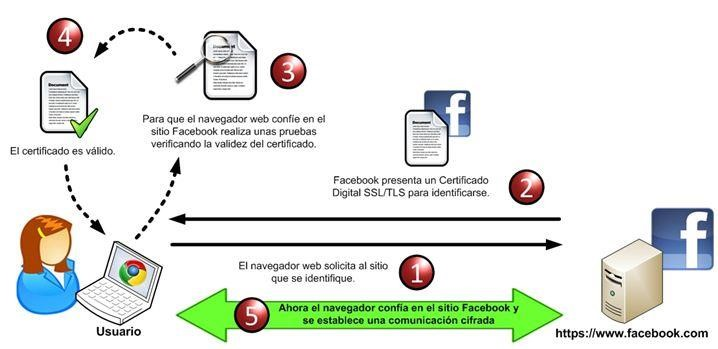 4
Document
3
Document
Para que el navegador web confíe en el
sitio Facebook realiza unas pruebas
verificando la validez del certificado.
El certificado es válido.
Document
Facebook presenta un Certificado
Digital SSL/TLS para identificarse.
2
El navegador web solicita al sitio
que se identifique.
1
5
Ahora el navegador confía en el sitio Facebook y
se establece una comunicación cifrada
Usuario
https://www.facebook.com